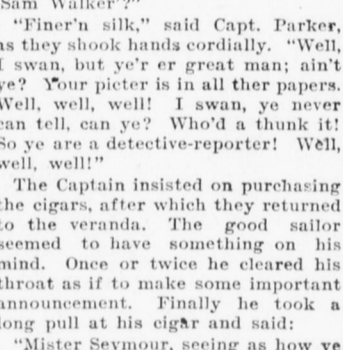 "Sam Walker?"
"Finer'n silk," said Capt. Parker,
as they shook hands cordially. "Well,
I swan, but ye'r er great man; ain't
ye? Your picter is in all ther papers.
Well, well, well! I swan, ye never
can tell, can ye? Who'd a thunk it!
So ye are a detective-reporter! Well,
well, well!"
The Captain insisted on purchasing
the cigars, after which they returned
to the veranda. The good sailor
seemed to have something on his
mind. Once or twice he cleared his
throat as if to make some important
announcement. Finally he took a
long pull at his cigar and said:
"Mister Seymour, seeing as how ye